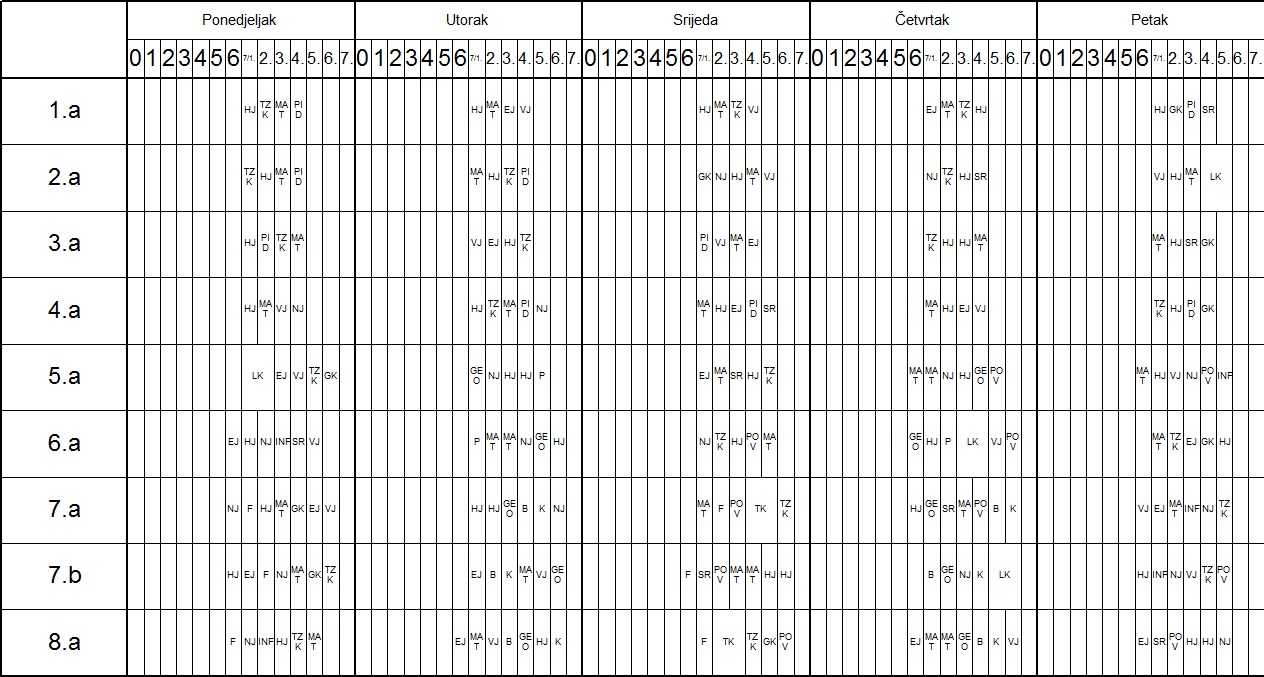 Ponedjeljak Utorak Srijeda Četvrtak Petak
0 1 2 3 4 5 6 7/1. 2. 3. 4. 5. 6. 7. 0 1 2 3 4 5 6 7/1. 2. 3. 4. 5. 6. 7. 0 1 2 3 4 5 6 7/1. 2. 3. 4. 5. 6. 7. 0 1 2 3 4 5 6 7/1. 2. 3. 4. 5. 6. 7. 0 1 2 3 4 5 6 7/1. 2. 3. 4. 5. 6. 7.
1.a HJ TZK MAT PID HJ MAT EJ VJ HJ MAT TZK VJ EJ MAT TZK HJ HJ GK PID SR
2.a TZK HJ MAT PID MAT HJ TZK PID GK NJ HJ MAT VJ NJ TZK HJ SR VJ HJ MAT LK
3.a HJ PID TZK MAT VJ EJ HJ TZK PID VJ MAT EJ TZK HJ HJ MAT MAT HJ SR GK
4.a HJ MAT VJ NJ HJ TZK MAT PID NJ MAT HJ EJ PID SR MAT HJ EJ VJ TZK HJ PID GK
5.a LK EJ VJ TZK GK GEO NJ HJ HJ P EJ MAT SR HJ TZK MAT MAT NJ HJ GEO POV MAT HJ VJ NJ POV INF
6.a EJ HJ NJ INF SR VJ P MAT MAT NJ GEO HJ NJ TZK HJ POV MAT GEO HJ P LK VJ POV MAT TZK EJ GK HJ
7.a NJ F HJ MAT GK EJ VJ HJ HJ GEO B K NJ MAT F POV TK TZK HJ GEO SR MAT POV B K VJ EJ MAT INF NJ TZK
7.b HJ EJ F NJ MAT GK TZK EJ B K MAT VJ GEO F SR POV MAT MAT HJ HJ B GEO NJ K LK HJ INF NJ VJ TZK POV
8.a F NJ INF HJ TZK MAT EJ MAT VJ B GEO HJ K F TK TZK GK POV EJ MAT MAT GEO B K VJ EJ SR POV HJ HJ NJ